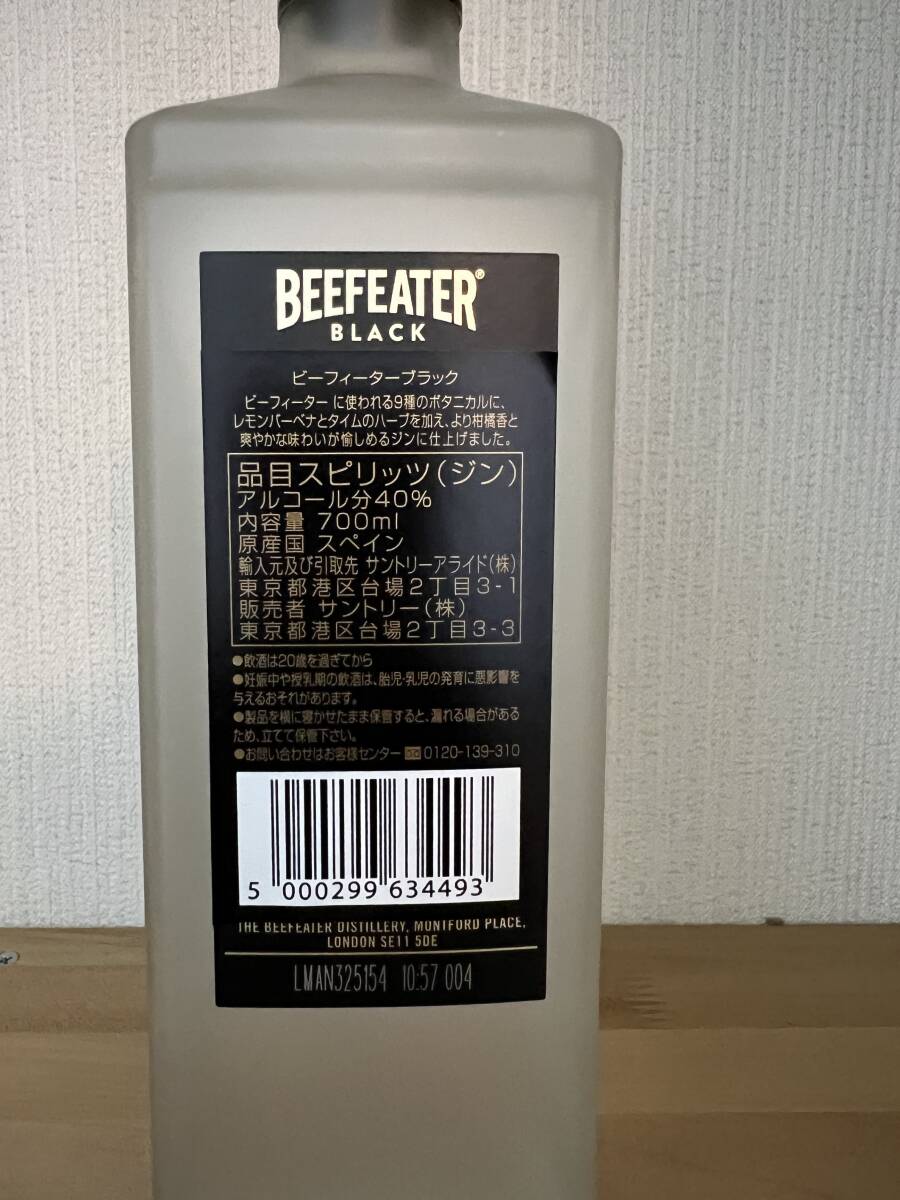 BEEFEATER®
BLACK
ビーフィーターブラック
ビーフィーター に使われる9種のボタニカルに、
レモンバーベナとタイムのハーブを加え、より柑橘香と
爽やかな味わいが愉しめるジンに仕上げました。
品目スピリッツ(ジン)
アルコール分40%
内容量 700ml
原産国 スペイン
輸入元及び引取先 サントリーアライド(株)
東京都港区台場2丁目3-1
販売者 サントリー(株)
東京都港区台場2丁目3-3
●飲酒は20歳を過ぎてから
●妊娠中や授乳期の飲酒は、胎児・乳児の発育に悪影響を
与えるおそれがあります。
●製品を横に寝かせたまま保管すると、漏れる場合がある
ため、立てて保管下さい。
●お問い合わせはお客様センター 0120-139-310
5 000299 634493
THE BEEFEATER DISTILLERY, MONTFORD PLACE,
LONDON SE11 5DE
LMAN325154 10:57 004